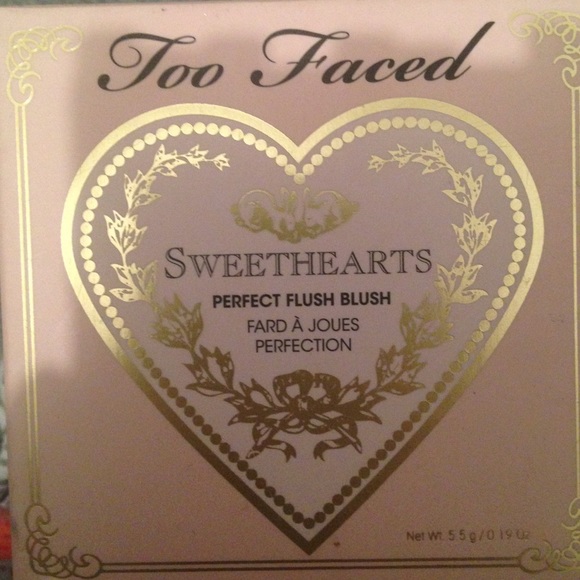 Too Faced
SWEETHEARTS
PERFECT FLUSH BLUSH
FARD À JOUES
PERFECTION
Net Wt. 5.5 g / 0.19 Oz